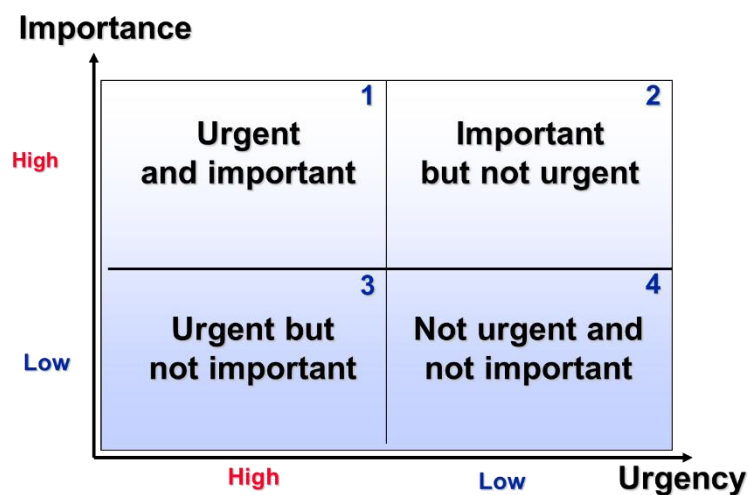 Importance
1
2
Urgent
and important
Important
but not urgent
High
3
4
Urgent but
not important
Not urgent and
not important
Low
High
Low
Urgency